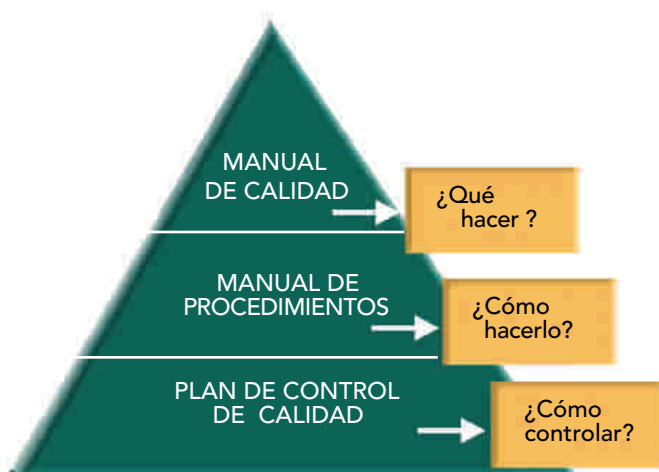 MANUAL
DE CALIDAD
¿Qué
hacer ?
MANUAL DE
PROCEDIMIENTOS
¿Cómo
hacerlo?
PLAN DE CONTROL
DE CALIDAD
¿Cómo
controlar?